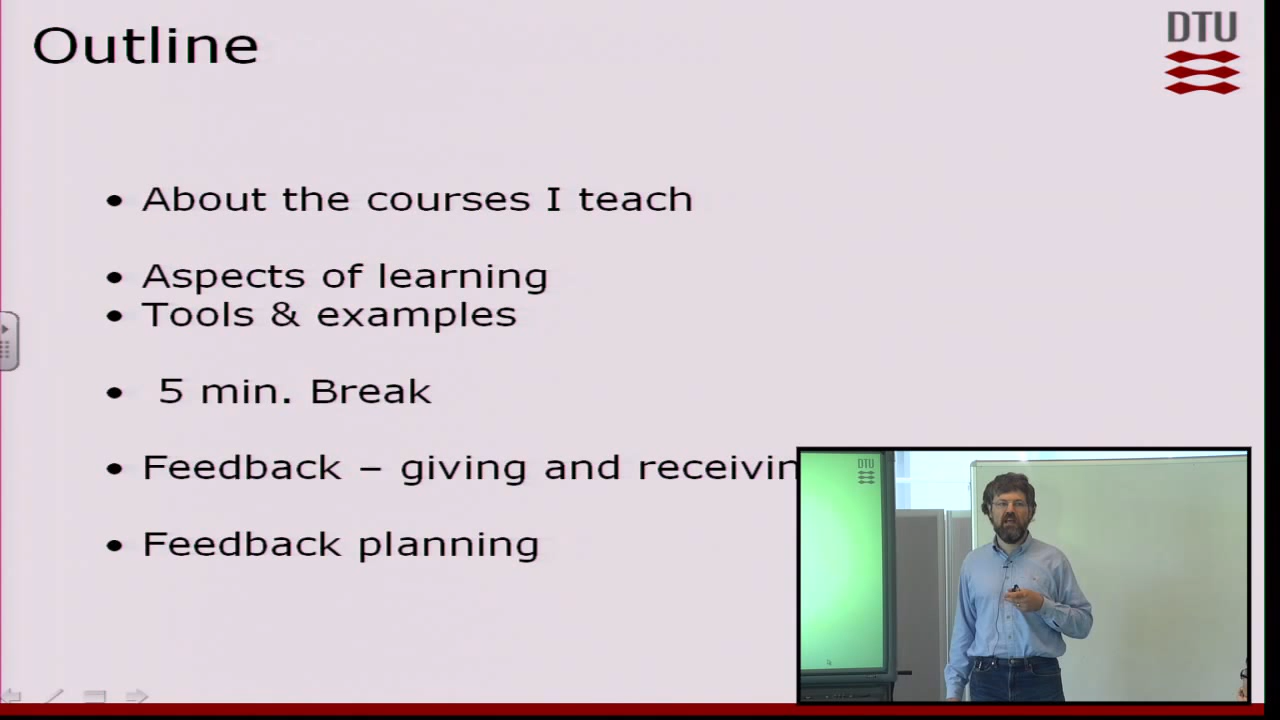 Outline
DTU
• About the courses I teach
• Aspects of learning
• Tools & examples
• 5 min. Break
• Feedback – giving and receivin
• Feedback planning
DTU